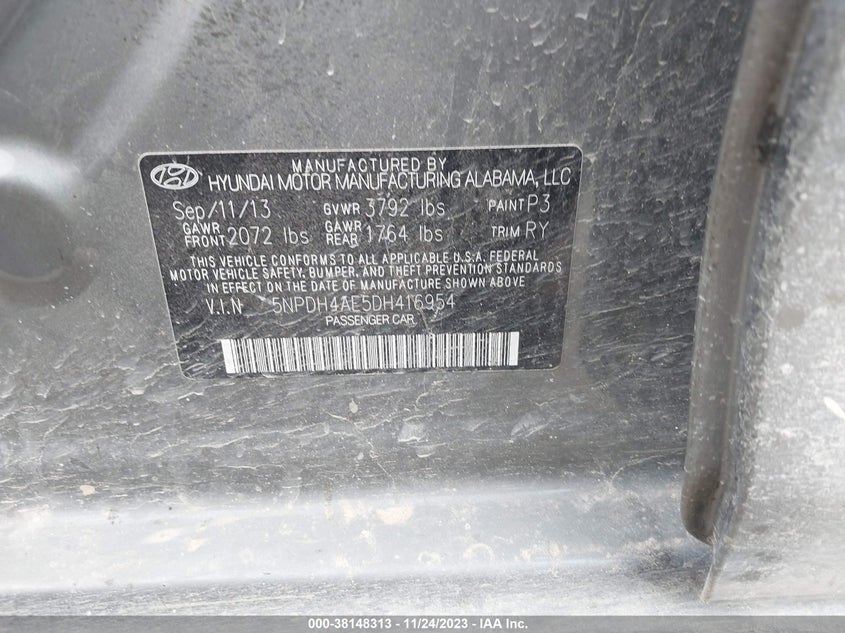 MANUFACTURED BY
HYUNDAI MOTOR MANUFACTURING ALABAMA, LLC
Sep/11/13 GVWR 3792 lbs PAINT P3
GAWR FRONT 2072 lbs GAWR REAR 1764 lbs TRIM RY
THIS VEHICLE CONFORMS TO ALL APPLICABLE U.S.A. FEDERAL
MOTOR VEHICLE SAFETY, BUMPER, AND THEFT PREVENTION STANDARDS
IN EFFECT ON THE DATE OF MANUFACTURE SHOWN ABOVE
V.I.N 5NPDH4AE5DH416954
PASSENGER CAR
000-38148313 - 11/24/2023 - IAA Inc.